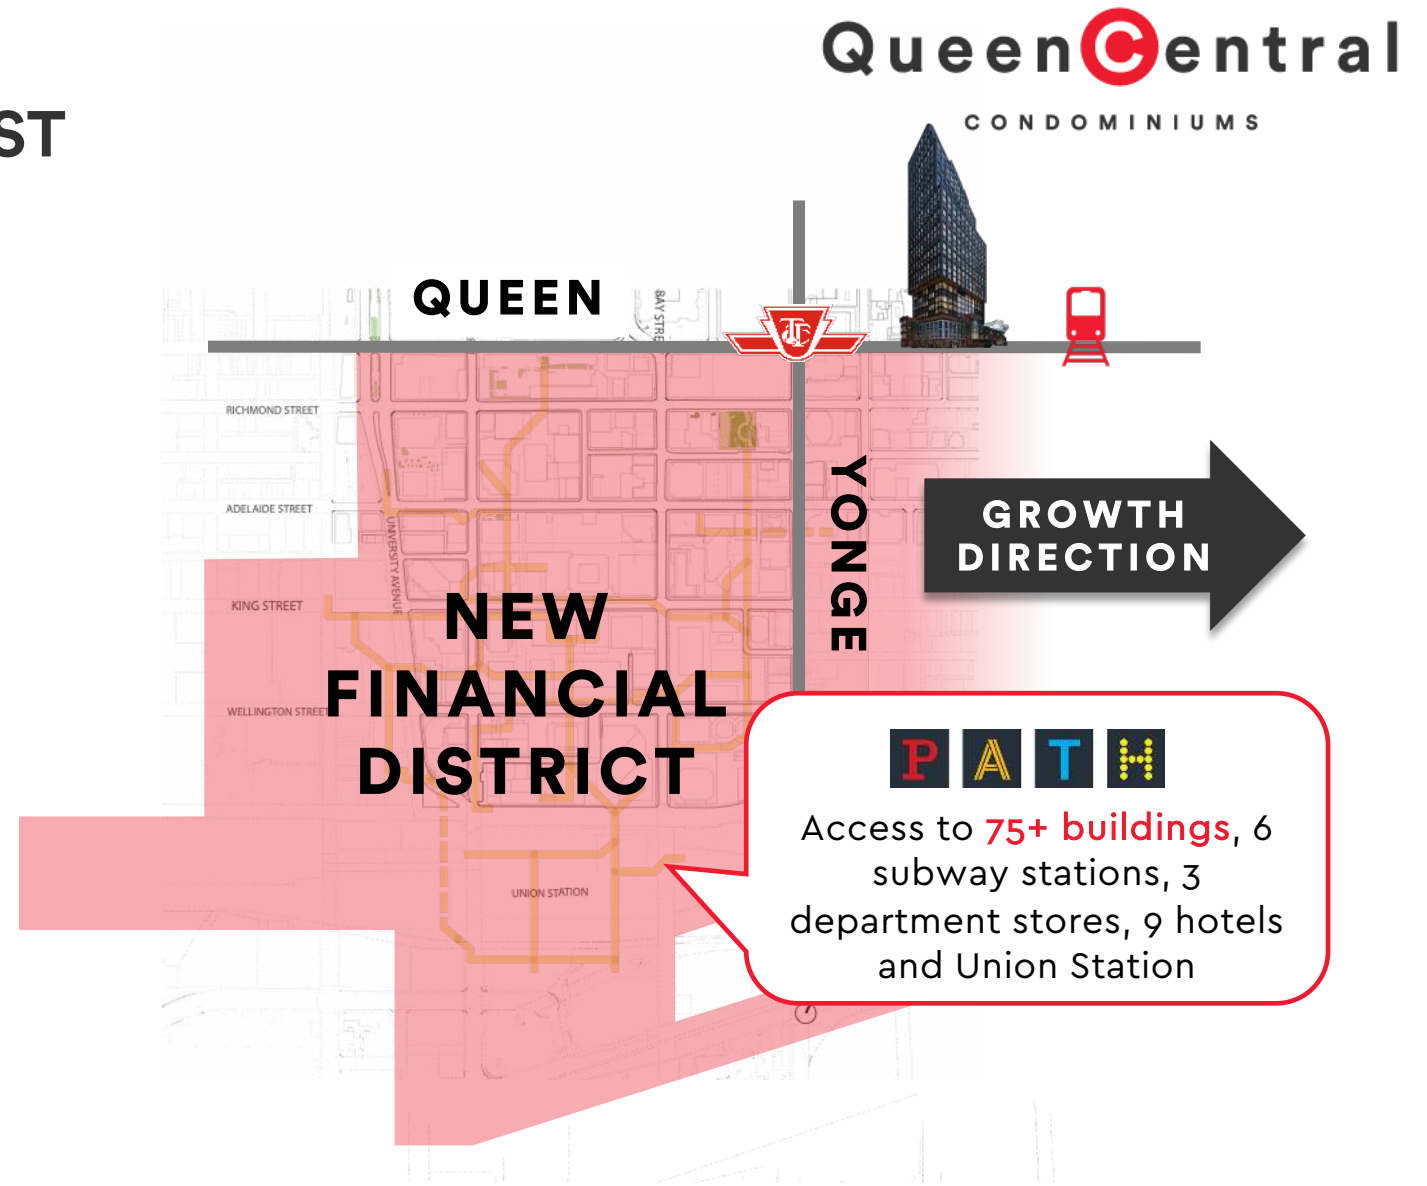 QueenCentral
CONDOMINIUMS
ST
QUEEN
BAY STRE
RICHMOND STREET
ADELAIDE STREET
UNIVERSITY AVENUE
YONGE
GROWTH
DIRECTION
KING STREET
NEW
FINANCIAL
DISTRICT
WELLINGTON STREET
PATH
Access to 75+ buildings, 6
subway stations, 3
department stores, 9 hotels
and Union Station
UNION STATION
TTC